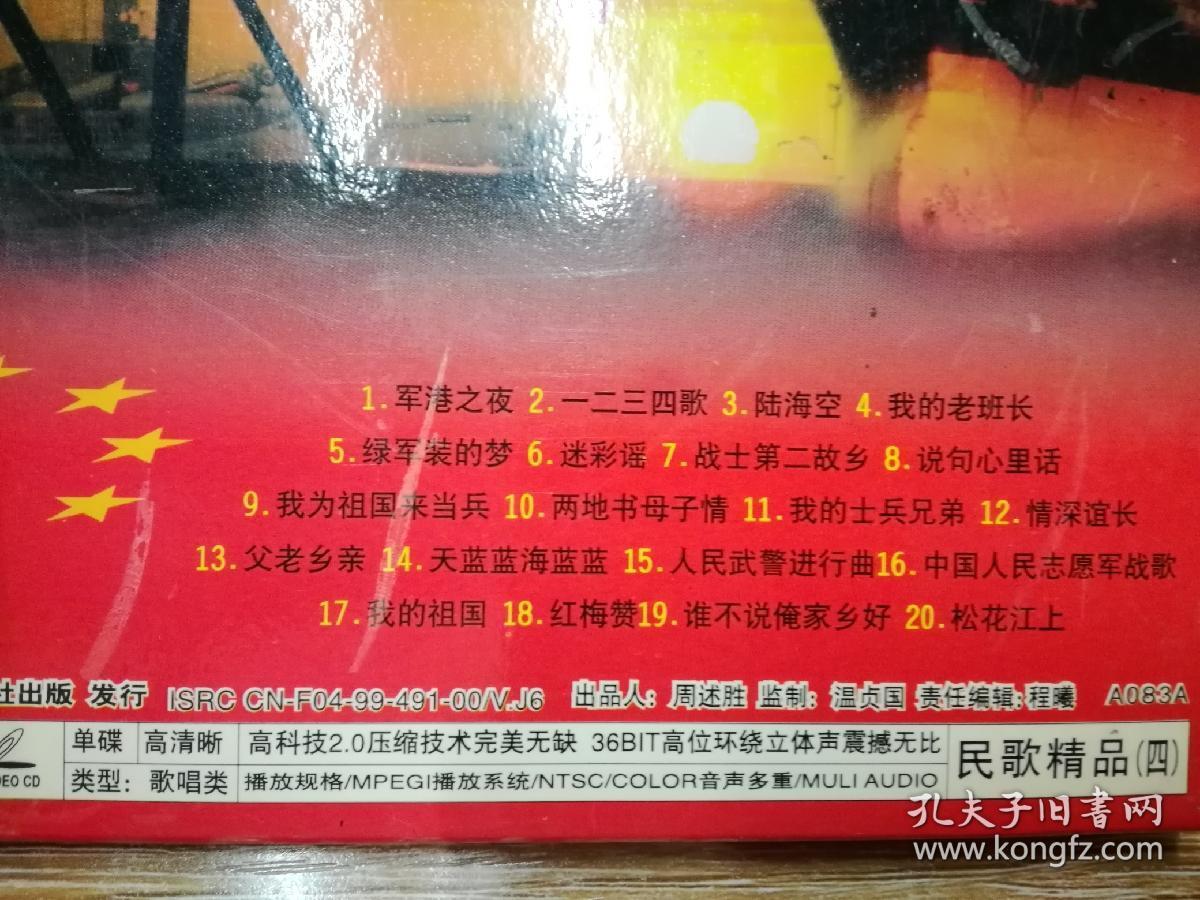 1.军港之夜 2.一二三四歌 3.陆海空 4.我的老班长
5.绿军装的梦 6.迷彩谣 7.战士第二故乡 8.说句心里话
9.我为祖国来当兵 10.两地书母子情 11.我的士兵兄弟 12.情深谊长
13.父老乡亲 14.天蓝蓝海蓝蓝 15.人民武警进行曲 16.中国人民志愿军战歌
17.我的祖国 18.红梅赞 19.谁不说俺家乡好 20.松花江上
社出版 发行 ISRC CN-F04-99-491-00/V.J6 出品人：周述胜 监制：温贞国 责任编辑：程曦 A083A
单碟 高清晰 高科技2.0压缩技术完美无缺 36BIT高位环绕立体声震撼无比
CD 类型：歌唱类 播放规格/MPEGI播放系统/NTSC/COLOR音声多重/MULI AUDIO
民歌精品(四)
孔夫子旧书网
www.kongfz.com